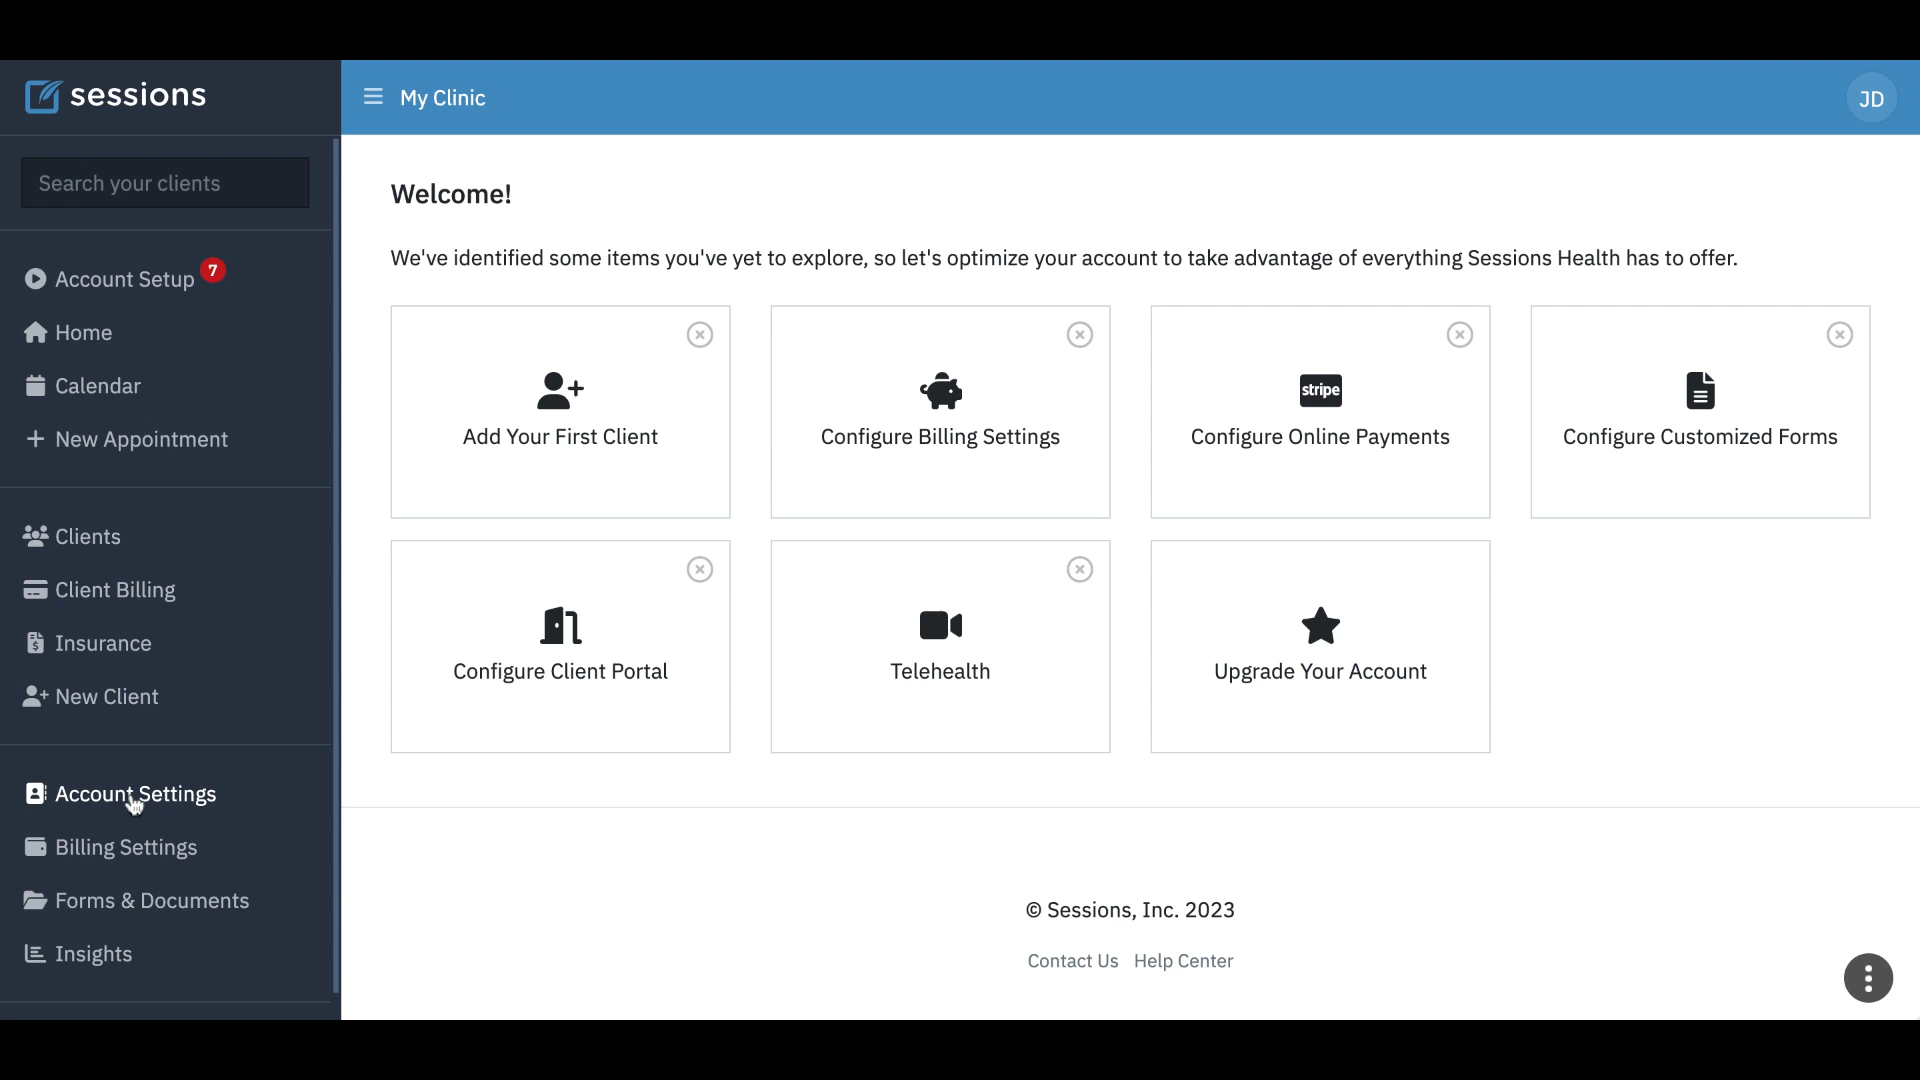 sessions
My Clinic
JD
Search your clients
Account Setup 7
Home
Calendar
New Appointment
Clients
Client Billing
Insurance
New Client
Account Settings
Billing Settings
Forms & Documents
Insights
Welcome!
We've identified some items you've yet to explore, so let's optimize your account to take advantage of everything Sessions Health has to offer.
Add Your First Client
Configure Billing Settings
stripe
Configure Online Payments
Configure Customized Forms
Configure Client Portal
Telehealth
Upgrade Your Account
© Sessions, Inc. 2023
Contact Us Help Center